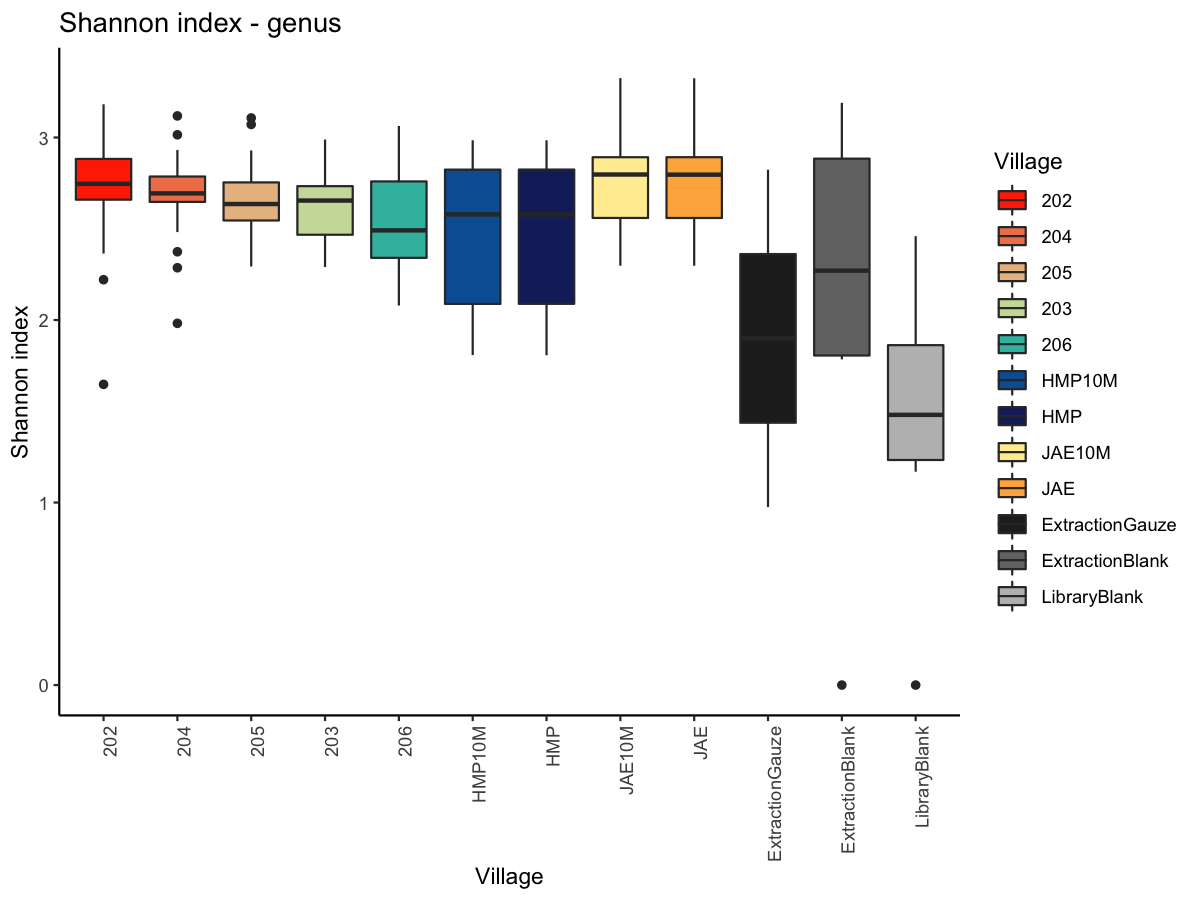 Shannon index - genus
Shannon index
3
2
1
0
202
204
205
203
206
HMP10M
HMP
JAE10M
JAE
ExtractionGauze
ExtractionBlank
LibraryBlank
Village
Village
202
204
205
203
206
HMP10M
HMP
JAE10M
JAE
ExtractionGauze
ExtractionBlank
LibraryBlank